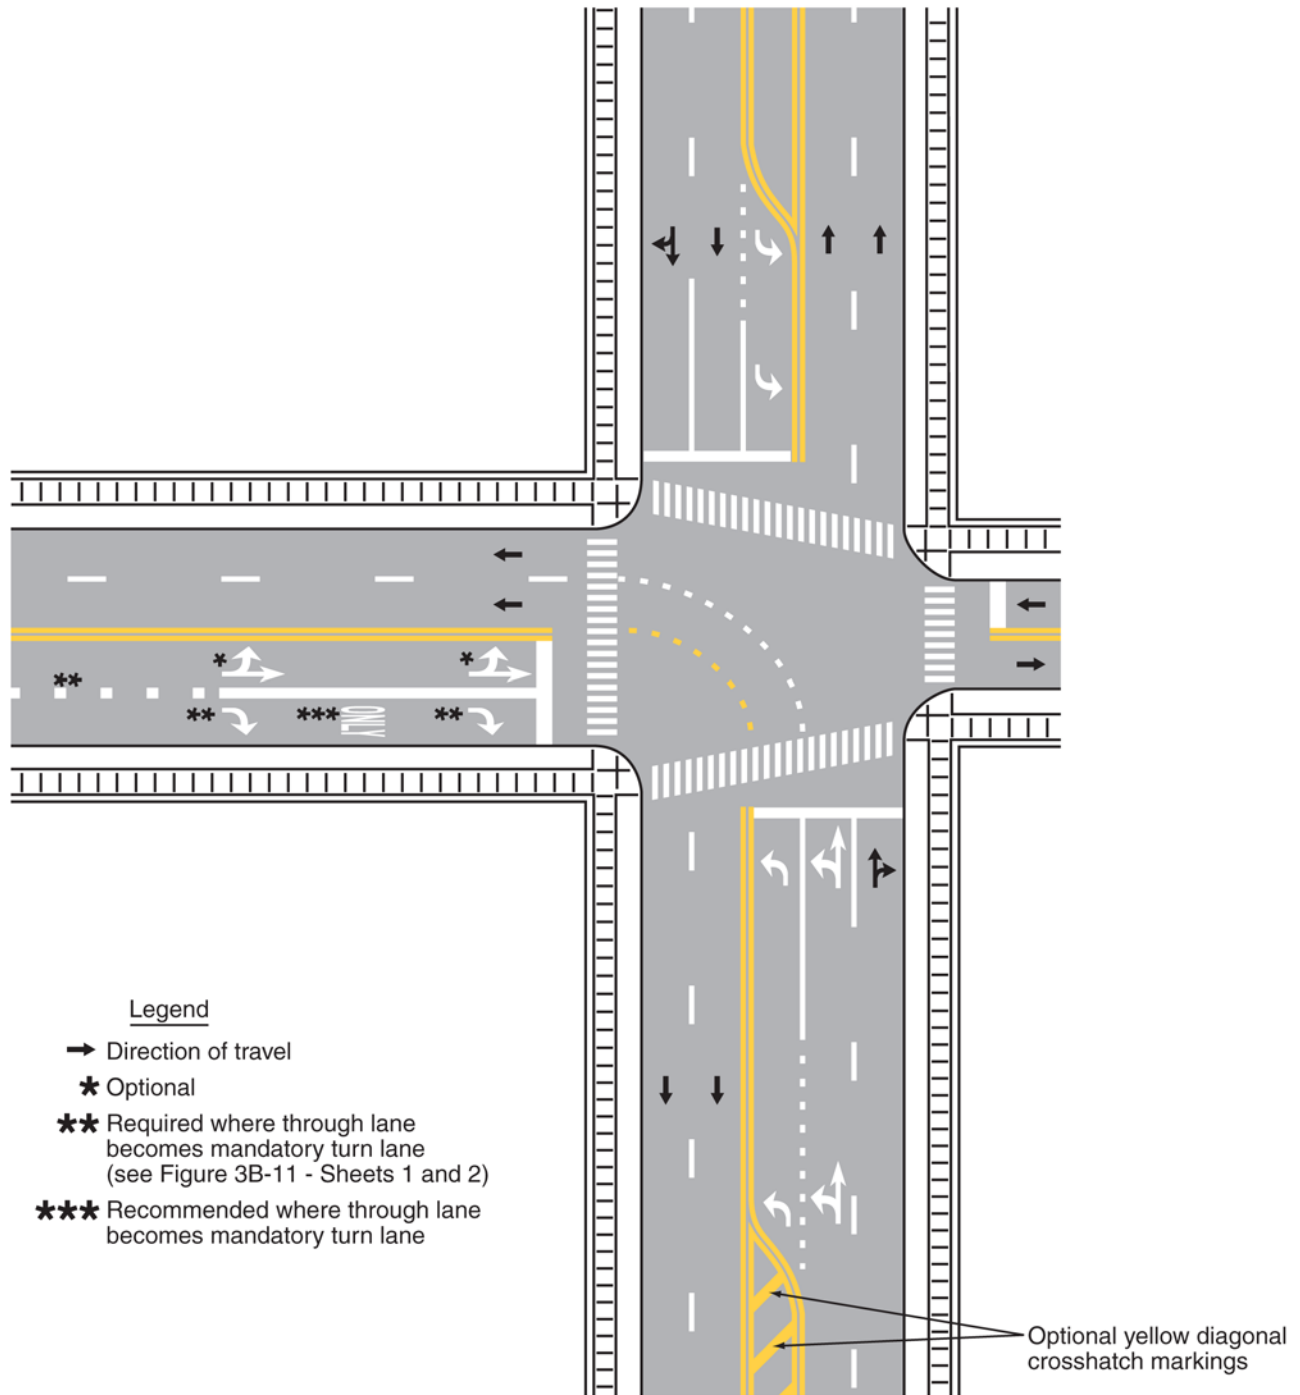 *
*
**
**
***
ONLY
**
Legend
Direction of travel
* Optional
** Required where through lane
becomes mandatory turn lane
(see Figure 3B-11 - Sheets 1 and 2)
*** Recommended where through lane
becomes mandatory turn lane
Optional yellow diagonal
crosshatch markings